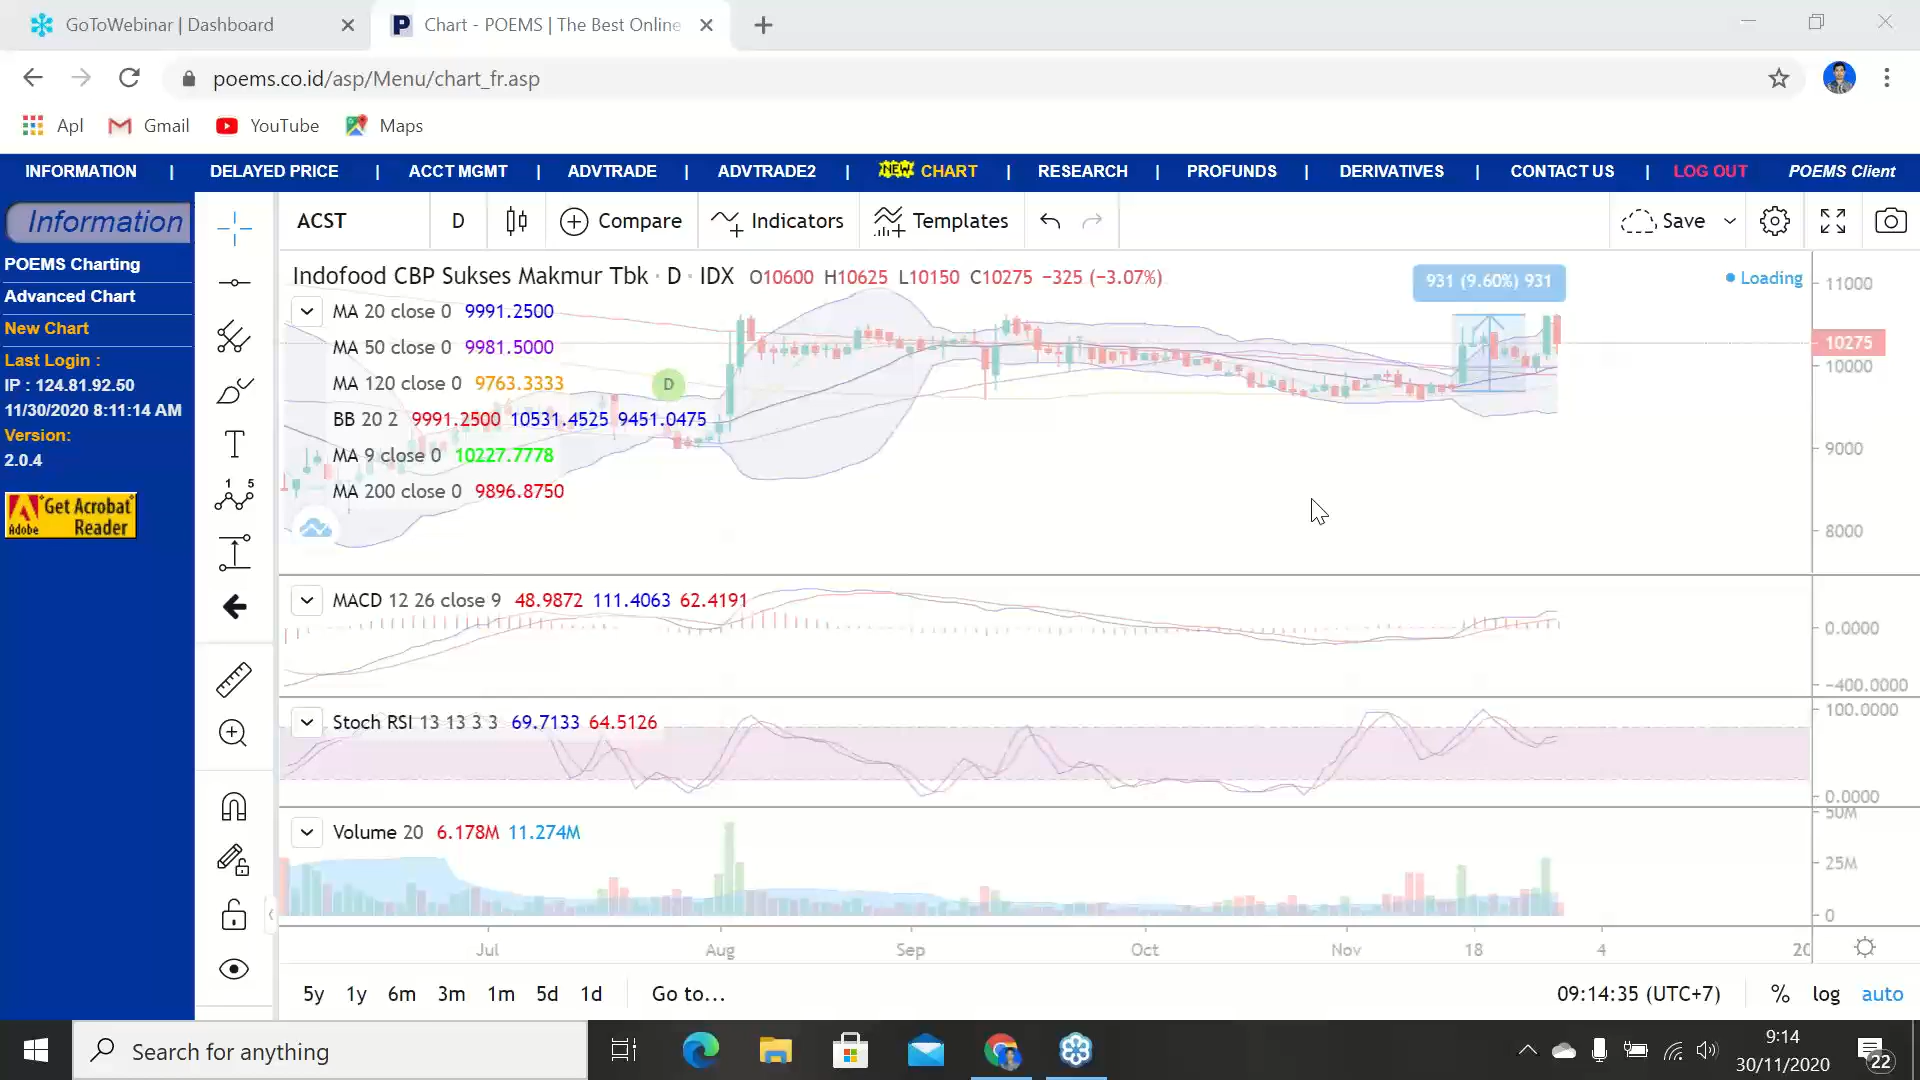 GoToWebinar | Dashboard
Chart - POEMS | The Best Online
poems.co.id/asp/Menu/chart_fr.asp
Apl Gmail YouTube Maps
INFORMATION | DELAYED PRICE | ACCT MGMT | ADVTRADE | ADVTRADE2 | NEW CHART | RESEARCH | PROFUNDS | DERIVATIVES | CONTACT US | LOG OUT POEMS Client
Information
POEMS Charting
Advanced Chart
New Chart
Last Login :
IP : 124.81.92.50
11/30/2020 8:11:14 AM
Version:
2.0.4
Get Acrobat
Adobe Reader
T
1 5
ACST D Compare Indicators Templates Save
Indofood CBP Sukses Makmur Tbk · D · IDX O10600 H10625 L10150 C10275 −325 (−3.07%)
931 (9.60%) 931
Loading
MA 20 close 0 9991.2500
MA 50 close 0 9981.5000
MA 120 close 0 9763.3333
D
BB 20 2 9991.2500 10531.4525 9451.0475
MA 9 close 0 10227.7778
MA 200 close 0 9896.8750
11000
10275
10000
9000
8000
MACD 12 26 close 9 48.9872 111.4063 62.4191
0.0000
−400.0000
Stoch RSI 13 13 3 3 69.7133 64.5126
100.0000
0.0000
Volume 20 6.178M 11.274M
50M
25M
0
Jul Aug Sep Oct Nov 18 4 20
5y 1y 6m 3m 1m 5d 1d Go to... 09:14:35 (UTC+7) % log auto
Search for anything
9:14
30/11/2020
22